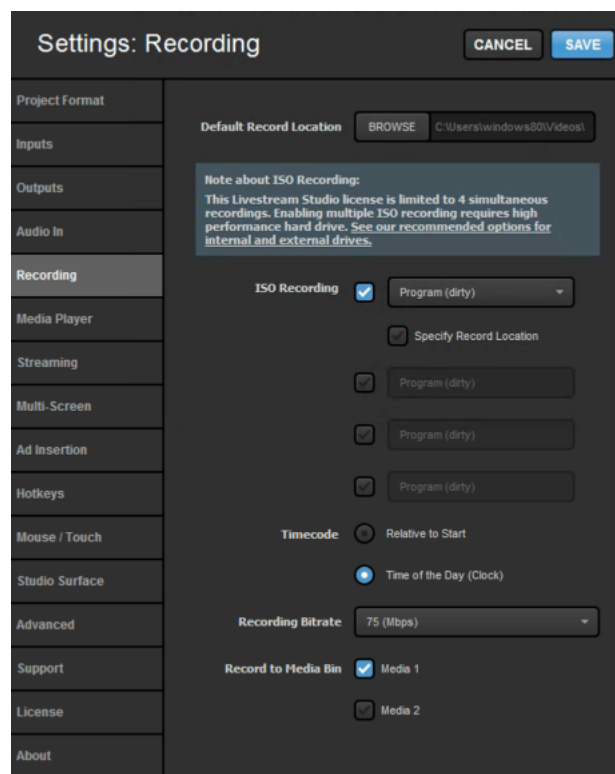 Settings: Recording
CANCEL
SAVE
Project Format
Inputs
Outputs
Audio In
Recording
Media Player
Streaming
Multi-Screen
Ad Insertion
Hotkeys
Mouse / Touch
Studio Surface
Advanced
Support
License
About
Default Record Location
BROWSE
C:\Users\windows80\Videos\
Note about ISO Recording:
This Livestream Studio license is limited to 4 simultaneous
recordings. Enabling multiple ISO recording requires high
performance hard drive. See our recommended options for
internal and external drives.
ISO Recording
Program (dirty)
Specify Record Location
Program (dirty)
Program (dirty)
Program (dirty)
Timecode
Relative to Start
Time of the Day (Clock)
Recording Bitrate
75 (Mbps)
Record to Media Bin
Media 1
Media 2